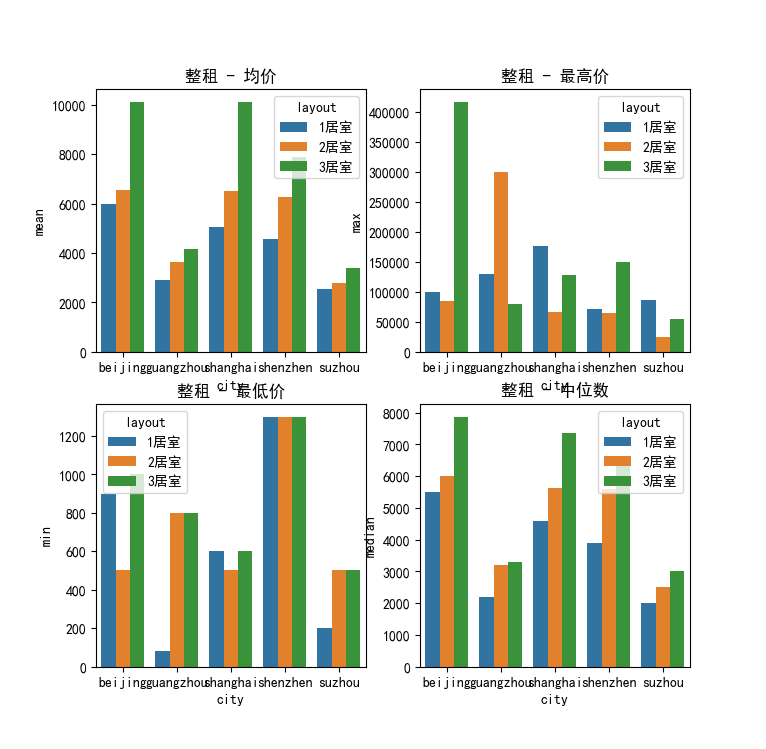 整租 - 均价
mean
10000
8000
6000
4000
2000
0
layout
1居室
2居室
3居室
beijing guangzhou shanghai shenzhen suzhou
city
整租 - 最高价
max
400000
350000
300000
250000
200000
150000
100000
50000
0
layout
1居室
2居室
3居室
beijing guangzhou shanghai shenzhen suzhou
city
整租 - 最低价
min
1200
1000
800
600
400
200
0
layout
1居室
2居室
3居室
beijing guangzhou shanghai shenzhen suzhou
city
整租 - 中位数
median
8000
7000
6000
5000
4000
3000
2000
1000
0
layout
1居室
2居室
3居室
beijing guangzhou shanghai shenzhen suzhou
city